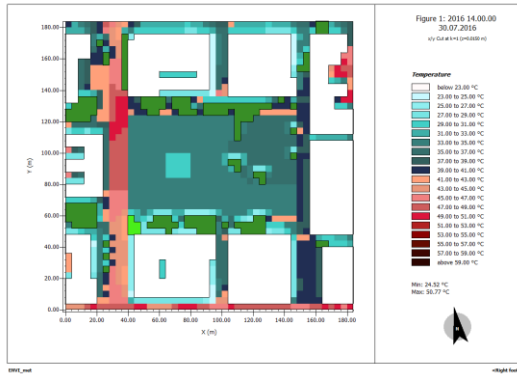 Figure 1: 2016 14.00.00
30.07.2016
x/y Cut at k=1 (z=0.0100 m)
Temperature
below 23.00 °C
23.00 to 25.00 °C
25.00 to 27.00 °C
27.00 to 29.00 °C
29.00 to 31.00 °C
31.00 to 33.00 °C
33.00 to 35.00 °C
35.00 to 37.00 °C
37.00 to 39.00 °C
39.00 to 41.00 °C
41.00 to 43.00 °C
43.00 to 45.00 °C
45.00 to 47.00 °C
47.00 to 49.00 °C
49.00 to 51.00 °C
51.00 to 53.00 °C
53.00 to 55.00 °C
55.00 to 57.00 °C
57.00 to 59.00 °C
above 59.00 °C
Min: 24.52 °C
Max: 50.77 °C
N
180.00
160.00
140.00
120.00
100.00
80.00
60.00
40.00
20.00
0.00
Y (m)
0.00 20.00 40.00 60.00 80.00 100.00 120.00 140.00 160.00 180.00
X (m)
ENVI_met
<Right foot